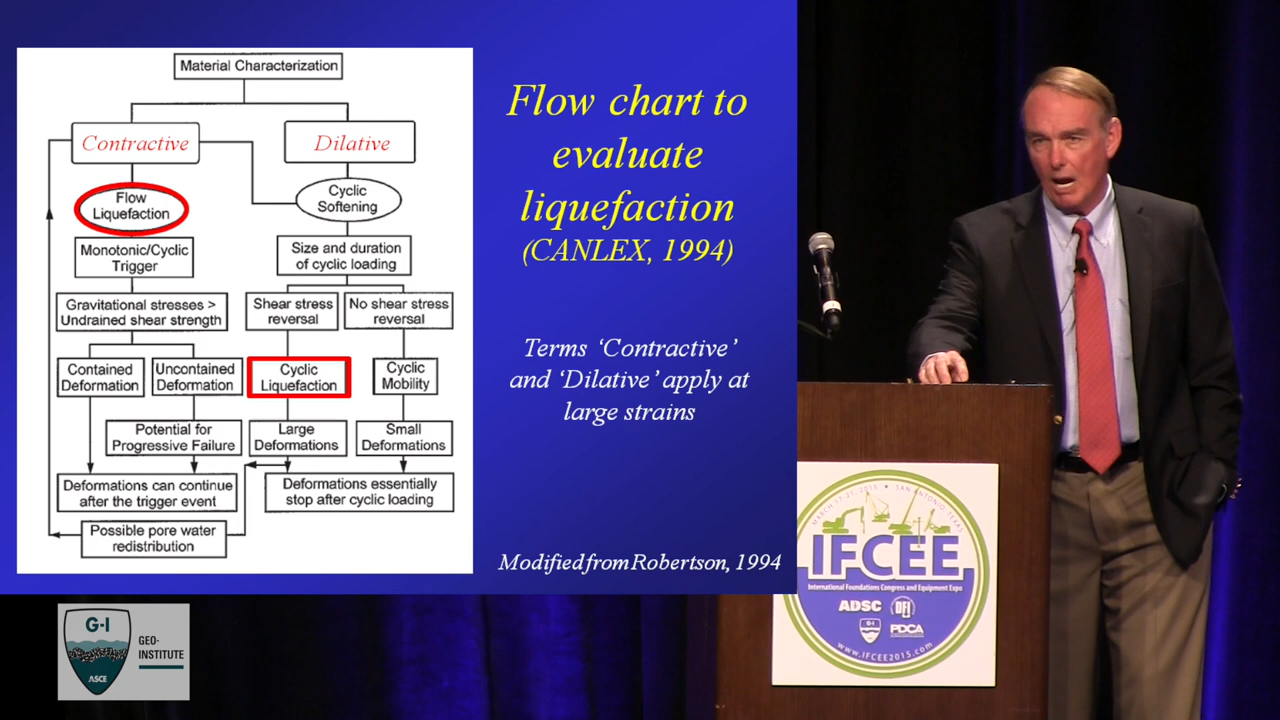 Material Characterization
Contractive
Dilative
Flow
Liquefaction
Cyclic
Softening
Monotonic/Cyclic
Trigger
Size and duration
of cyclic loading
Gravitational stresses >
Undrained shear strength
Shear stress
reversal
No shear stress
reversal
Contained
Deformation
Uncontained
Deformation
Cyclic
Liquefaction
Cyclic
Mobility
Potential for
Progressive Failure
Large
Deformations
Small
Deformations
Deformations can continue
after the trigger event
Deformations essentially
stop after cyclic loading
Possible pore water
redistribution
Flow chart to
evaluate
liquefaction
(CANLEX, 1994)
Terms ‘Contractive’
and ‘Dilative’ apply at
large strains
Modified from Robertson, 1994
G-I
ASCE
GEO-
INSTITUTE
MARCH 17-21, 2015 ★ SAN ANTONIO, TEXAS
IFCEE
International Foundations Congress and Equipment Expo
ADSC
DFI
G-I
PDCA
www.IFCEE2015.com